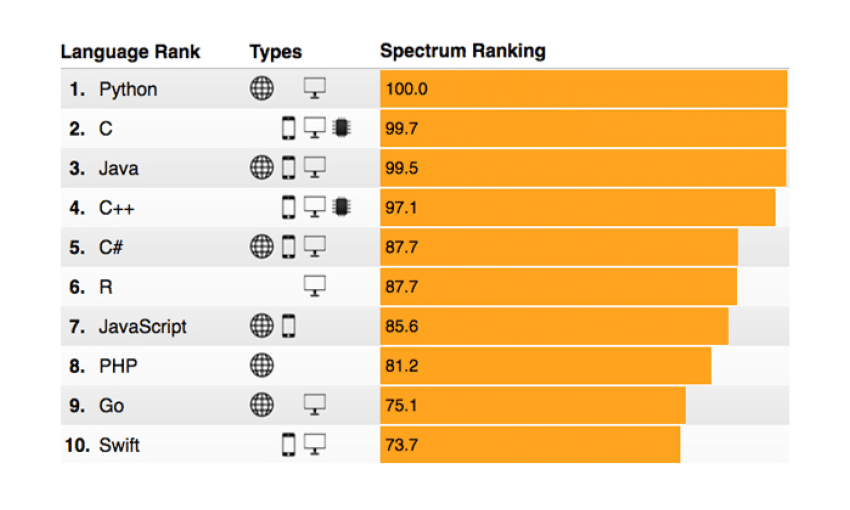 Language Rank Types Spectrum Ranking
1. Python 100.0
2. C 99.7
3. Java 99.5
4. C++ 97.1
5. C# 87.7
6. R 87.7
7. JavaScript 85.6
8. PHP 81.2
9. Go 75.1
10. Swift 73.7